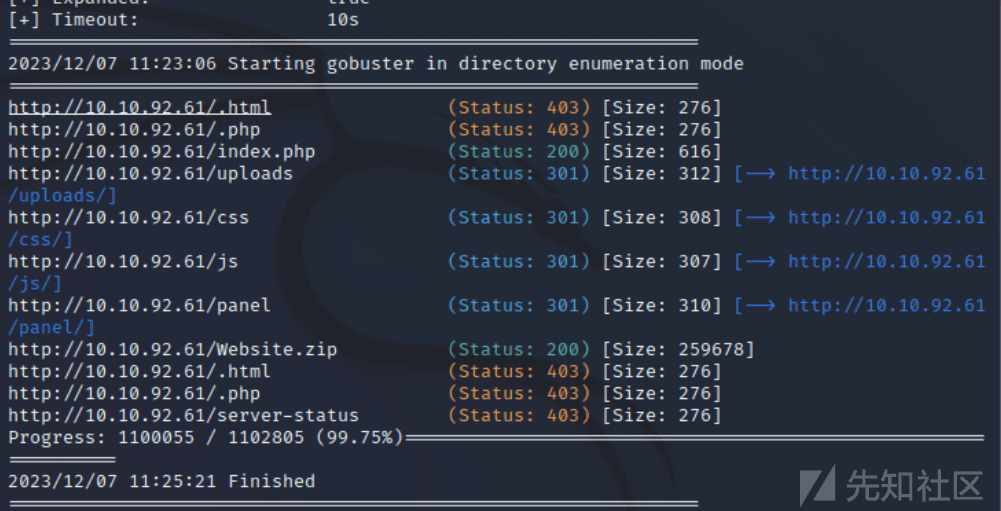 [+] Expanded: true
[+] Timeout: 10s
2023/12/07 11:23:06 Starting gobuster in directory enumeration mode
http://10.10.92.61/.html (Status: 403) [Size: 276]
http://10.10.92.61/.php (Status: 403) [Size: 276]
http://10.10.92.61/index.php (Status: 200) [Size: 616]
http://10.10.92.61/uploads (Status: 301) [Size: 312] [--> http://10.10.92.61
/uploads/]
http://10.10.92.61/css (Status: 301) [Size: 308] [--> http://10.10.92.61
/css/]
http://10.10.92.61/js (Status: 301) [Size: 307] [--> http://10.10.92.61
/js/]
http://10.10.92.61/panel (Status: 301) [Size: 310] [--> http://10.10.92.61
/panel/]
http://10.10.92.61/Website.zip (Status: 200) [Size: 259678]
http://10.10.92.61/.html (Status: 403) [Size: 276]
http://10.10.92.61/.php (Status: 403) [Size: 276]
http://10.10.92.61/server-status (Status: 403) [Size: 276]
Progress: 1100055 / 1102805 (99.75%)
2023/12/07 11:25:21 Finished
先知社区